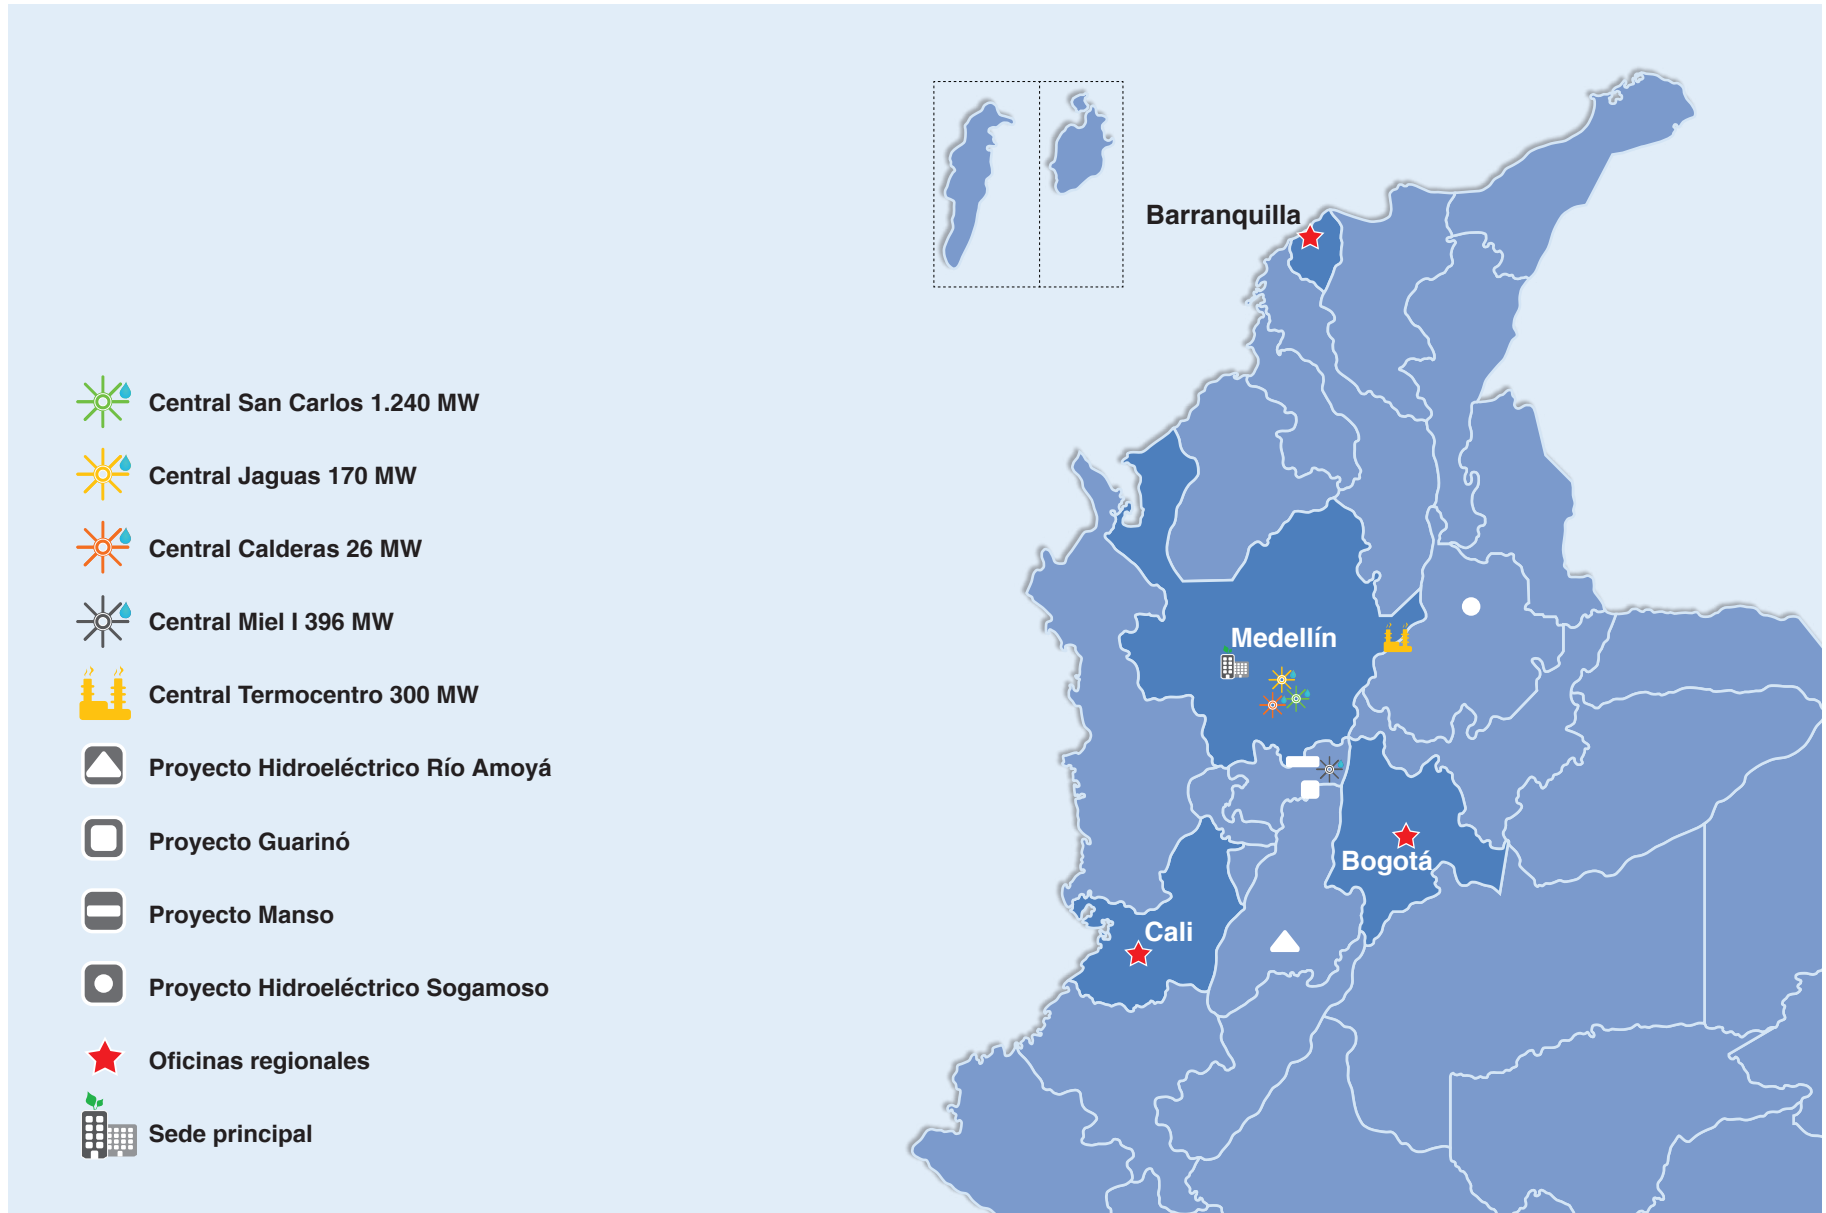 Central San Carlos 1.240 MW
Central Jaguas 170 MW
Central Calderas 26 MW
Central Miel I 396 MW
Central Termocentro 300 MW
Proyecto Hidroeléctrico Río Amoyá
Proyecto Guarinó
Proyecto Manso
Proyecto Hidroeléctrico Sogamoso
Oficinas regionales
Sede principal
Barranquilla
Medellín
Bogotá
Cali